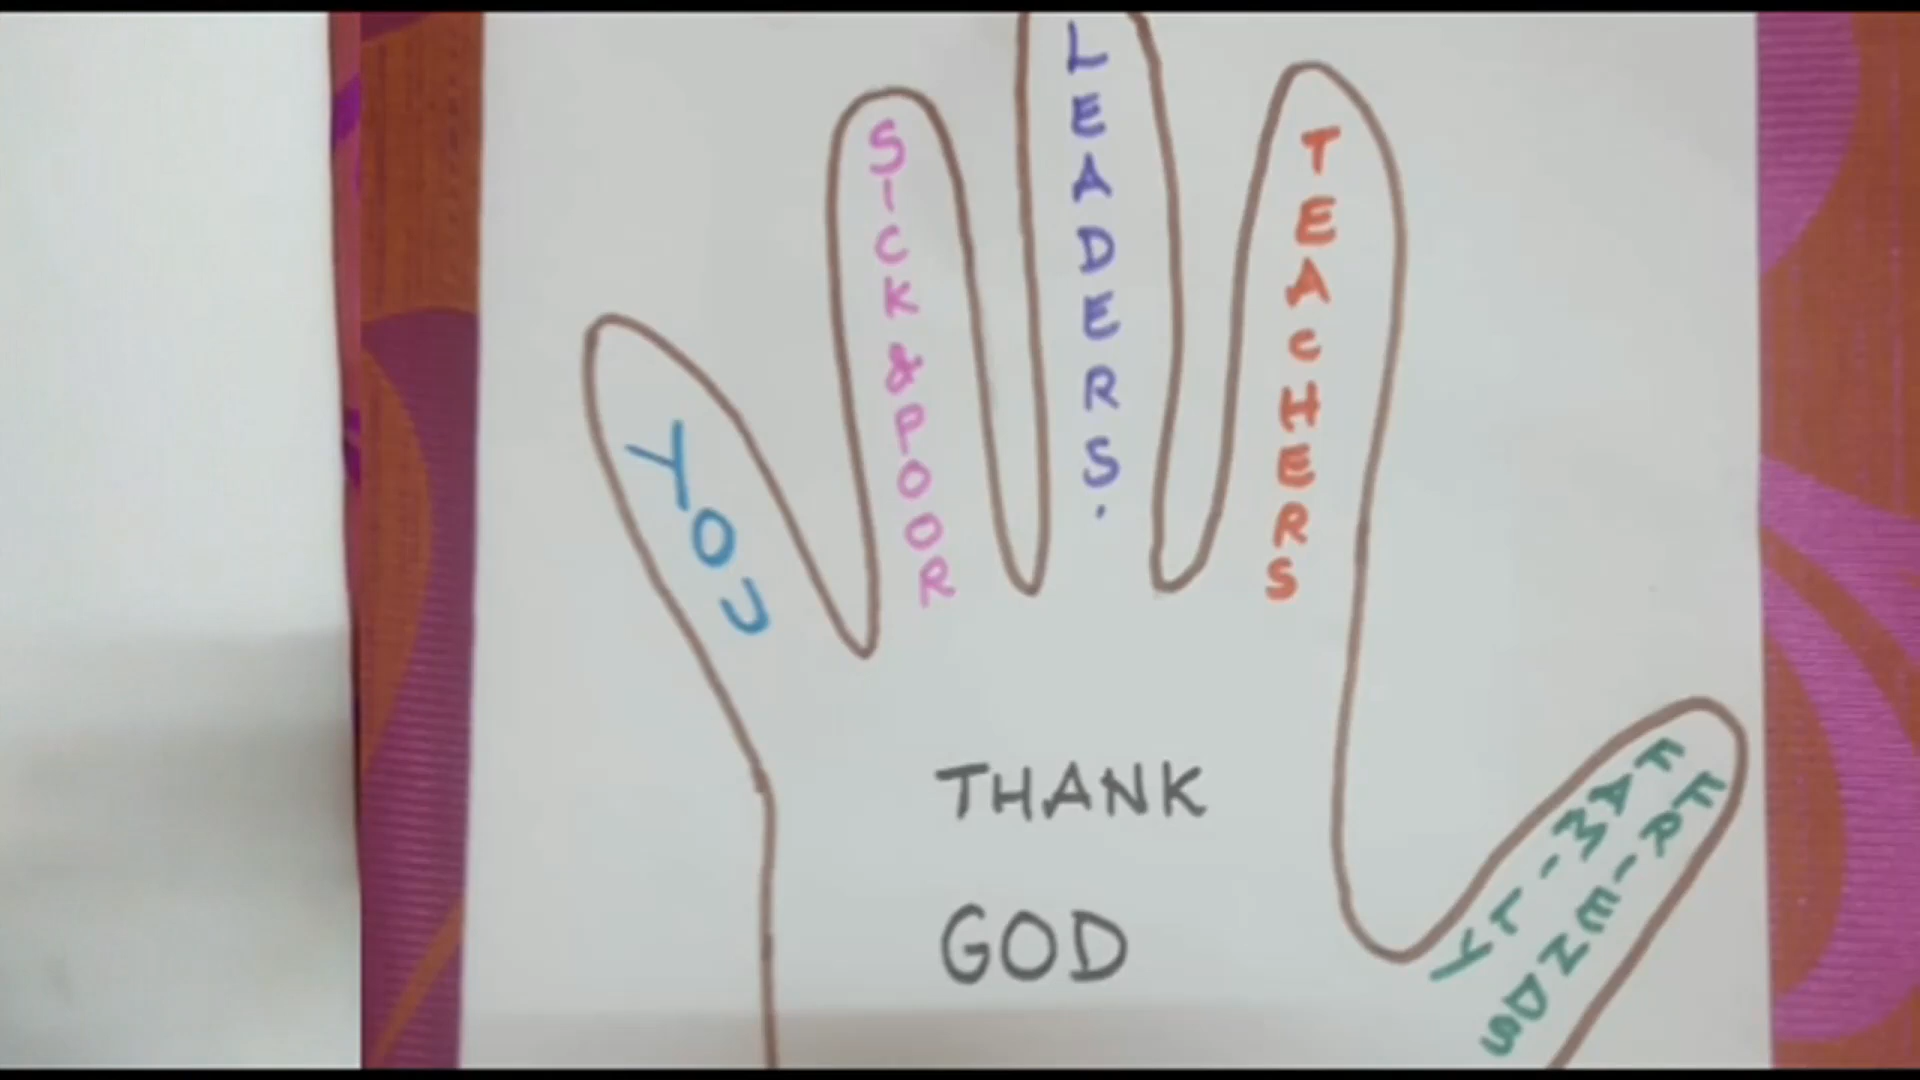 YOU
SICK & POOR
LEADERS.
TEACHERS
FAMILY
FRIENDS
THANK
GOD